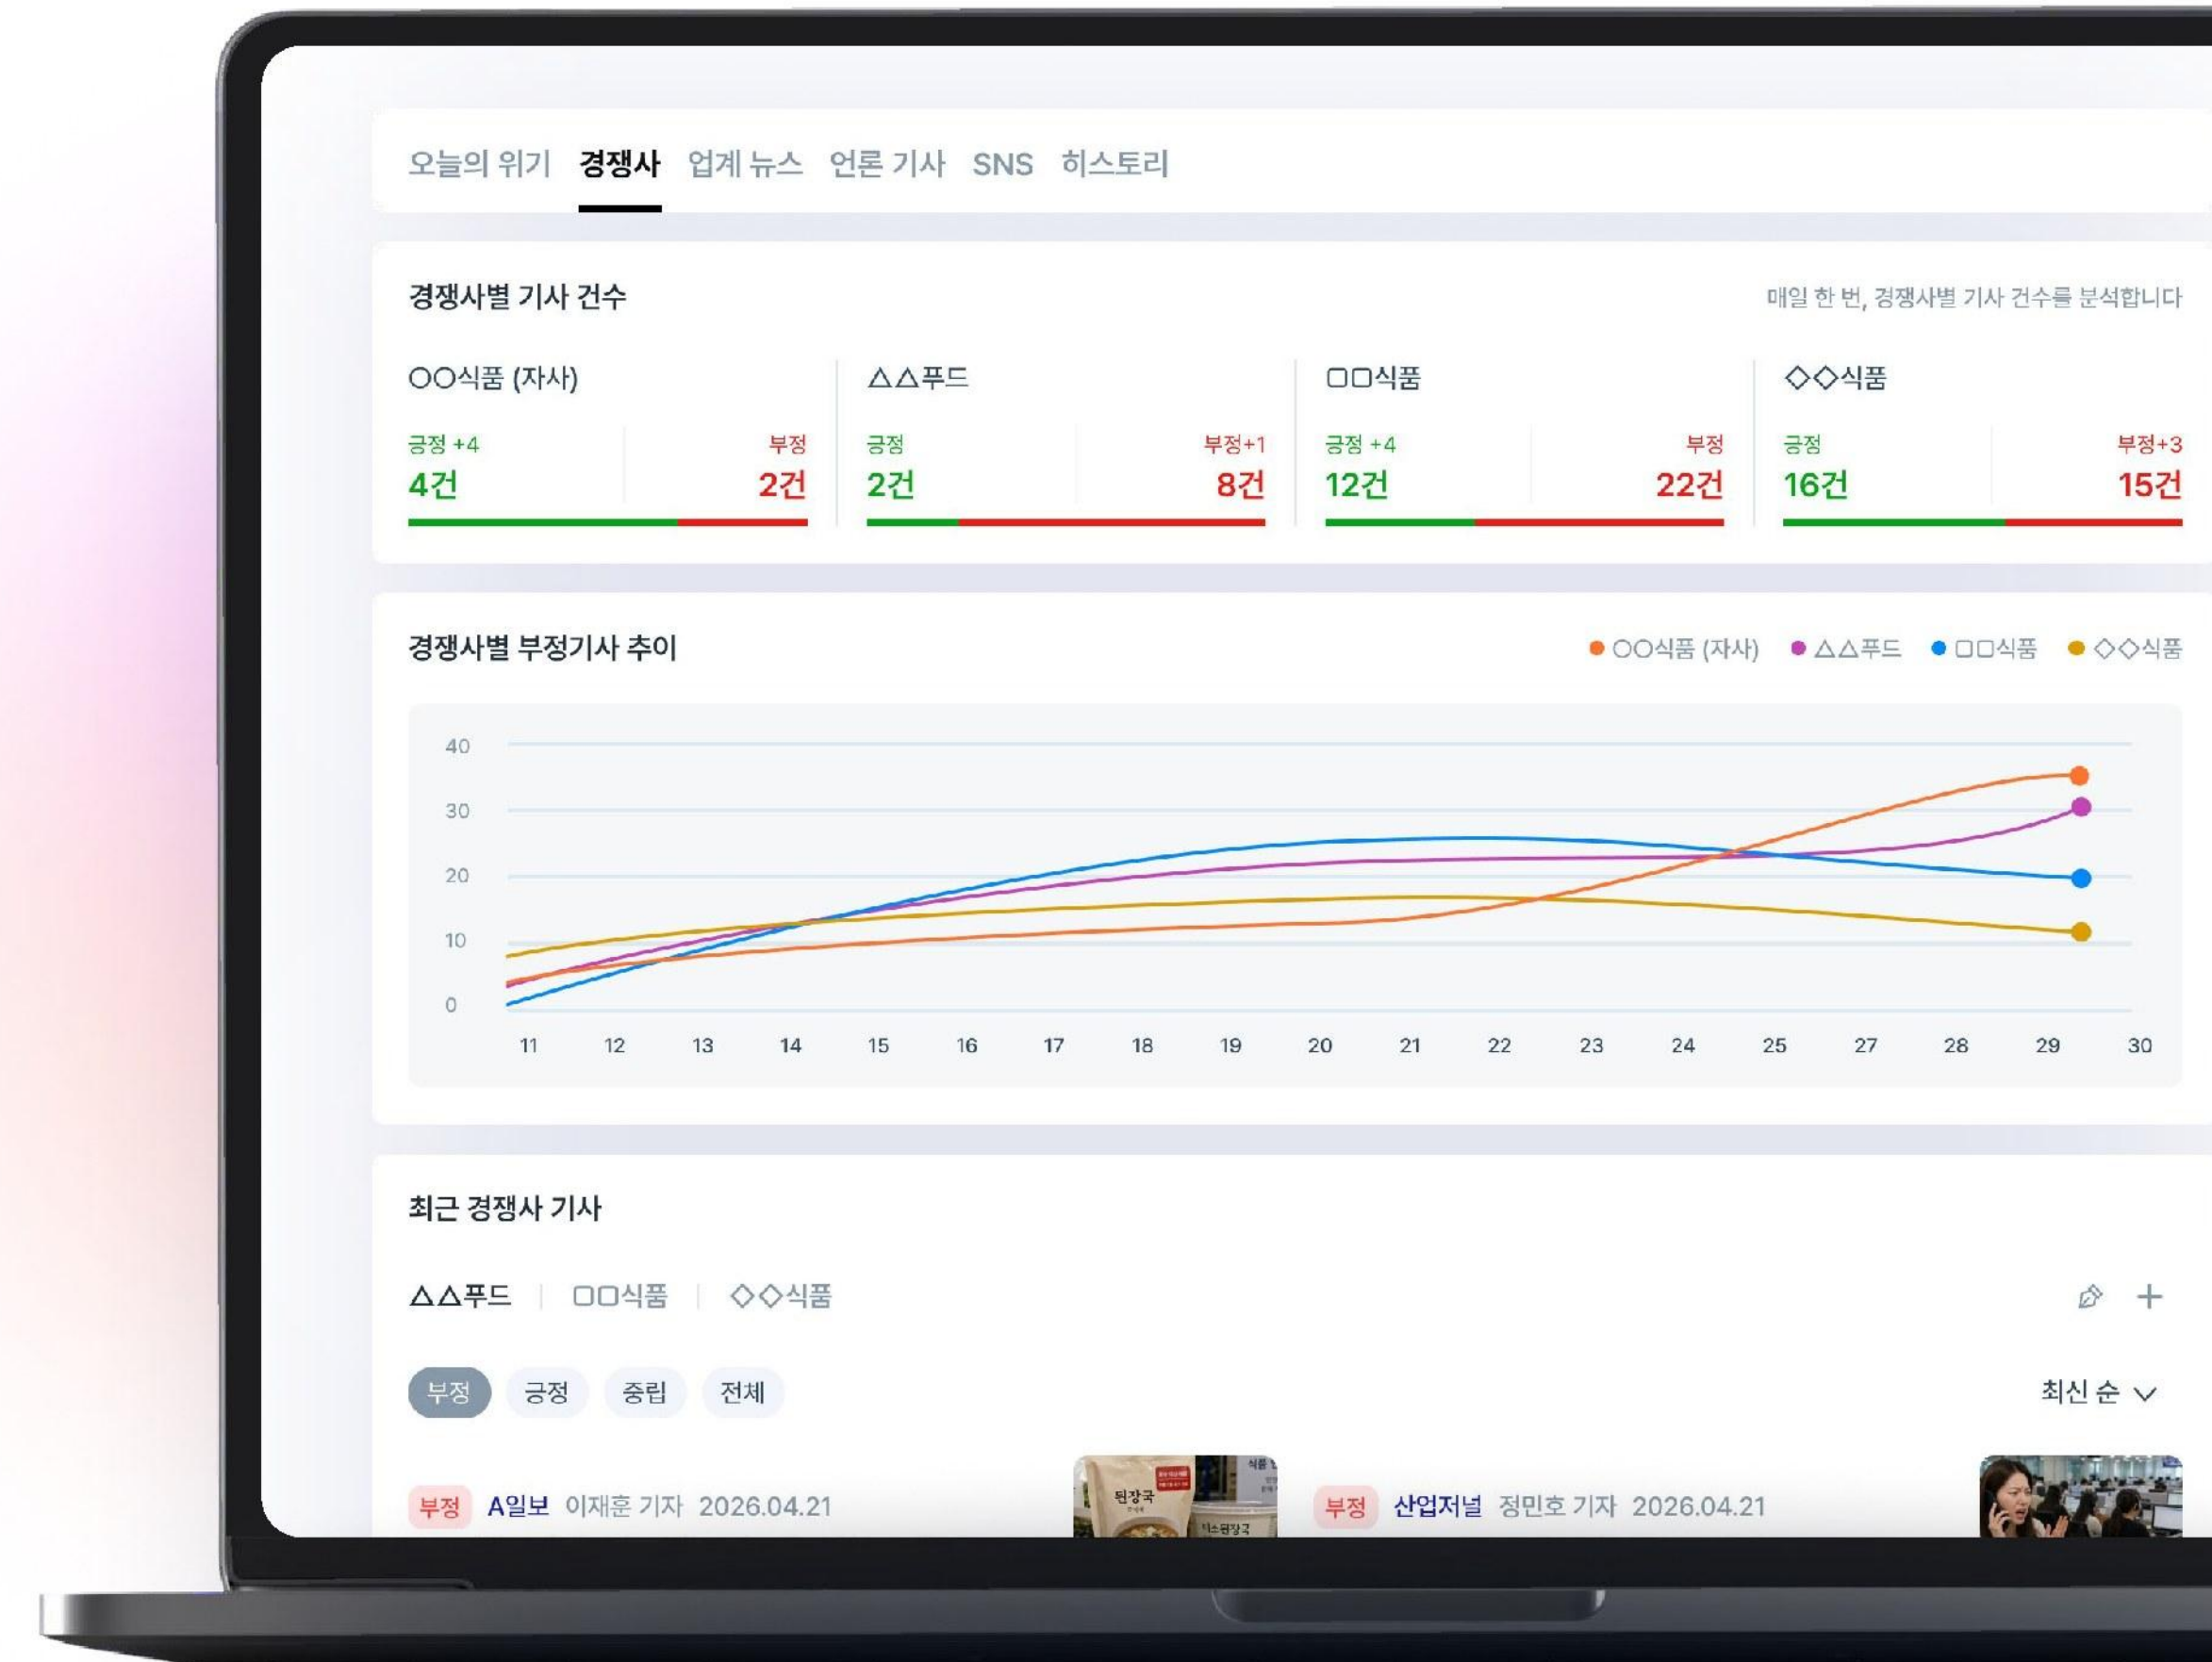 오늘의 위기 경쟁사 업계 뉴스 언론 기사 SNS 히스토리
경쟁사별 기사 건수
매일 한 번, 경쟁사별 기사 건수를 분석합니다
○○식품 (자사)
긍정 +4 부정
4건 2건
△△푸드
긍정 부정+1
2건 8건
□□식품
긍정 +4 부정
12건 22건
◇◇식품
긍정 부정+3
16건 15건
경쟁사별 부정기사 추이
○○식품 (자사) △△푸드 □□식품 ◇◇식품
40
30
20
10
0
11 12 13 14 15 16 17 18 19 20 21 22 23 24 25 27 28 29 30
최근 경쟁사 기사
△△푸드 □□식품 ◇◇식품
부정 긍정 중립 전체
최신 순
부정 A일보 이재훈 기자 2026.04.21
된장국
부정 산업저널 정민호 기자 2026.04.21